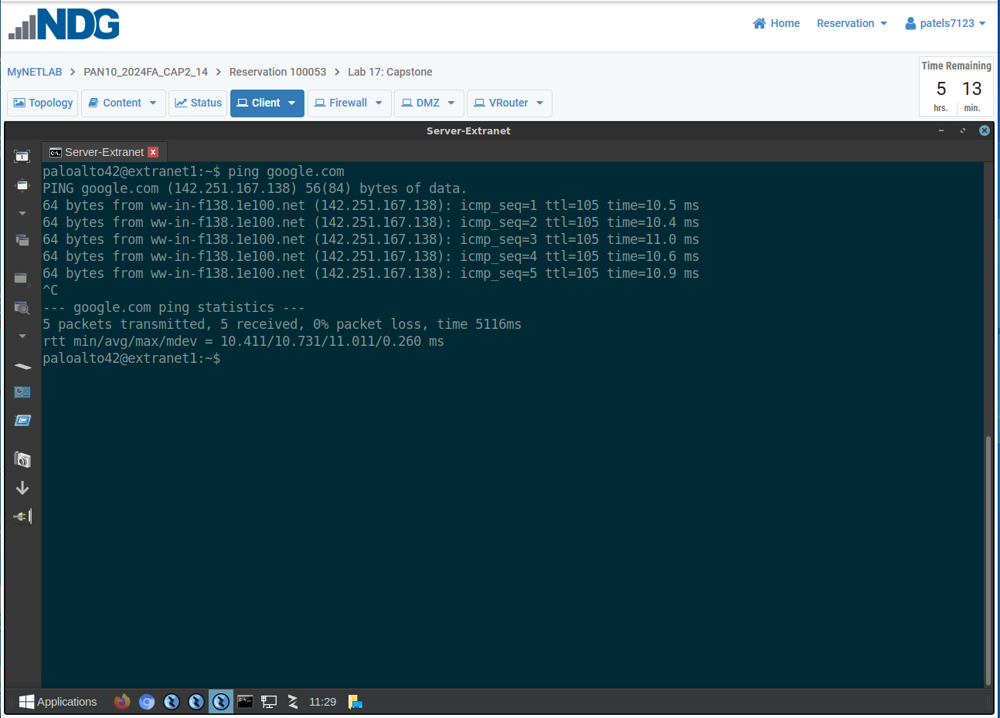 NDG
Home Reservation patels7123
MyNETLAB > PAN10_2024FA_CAP2_14 > Reservation 100053 > Lab 17: Capstone
Time Remaining
5 13
hrs. min.
Topology Content Status Client Firewall DMZ VRouter
Server-Extranet
Server-Extranet x
paloalto42@extranet1:~$ ping google.com
PING google.com (142.251.167.138) 56(84) bytes of data.
64 bytes from ww-in-f138.1e100.net (142.251.167.138): icmp_seq=1 ttl=105 time=10.5 ms
64 bytes from ww-in-f138.1e100.net (142.251.167.138): icmp_seq=2 ttl=105 time=10.4 ms
64 bytes from ww-in-f138.1e100.net (142.251.167.138): icmp_seq=3 ttl=105 time=11.0 ms
64 bytes from ww-in-f138.1e100.net (142.251.167.138): icmp_seq=4 ttl=105 time=10.6 ms
64 bytes from ww-in-f138.1e100.net (142.251.167.138): icmp_seq=5 ttl=105 time=10.9 ms
^C
--- google.com ping statistics ---
5 packets transmitted, 5 received, 0% packet loss, time 5116ms
rtt min/avg/max/mdev = 10.411/10.731/11.011/0.260 ms
paloalto42@extranet1:~$
Applications 11:29